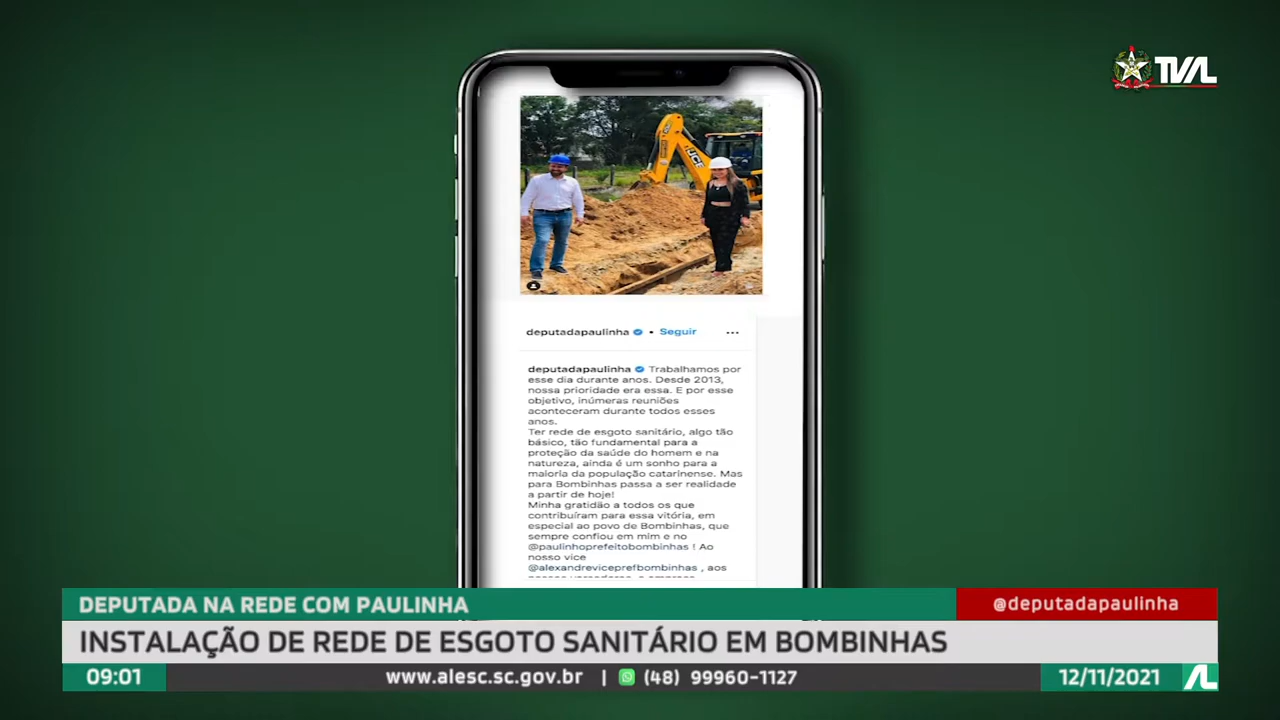 TVAL
JCB
deputadapaulinha • Seguir ...
deputadapaulinha Trabalhamos por
esse dia durante anos. Desde 2013,
nossa prioridade era essa. E por esse
objetivo, inúmeras reuniões
aconteceram durante todos esses
anos.
Ter rede de esgoto sanitário, algo tão
básico, tão fundamental para a
proteção da saúde do homem e na
natureza, ainda é um sonho para a
maioria da população catarinense. Mas
para Bombinhas passa a ser realidade
a partir de hoje!
Minha gratidão a todos os que
contribuíram para essa vitória, em
especial ao povo de Bombinhas, que
sempre confiou em mim e no
@paulinhoprefeitobombinhas ! Ao
nosso vice
@alexandreviceprefbombinhas , aos
DEPUTADA NA REDE COM PAULINHA
@deputadapaulinha
INSTALAÇÃO DE REDE DE ESGOTO SANITÁRIO EM BOMBINHAS
09:01
www.alesc.sc.gov.br | (48) 99960-1127
12/11/2021
AL